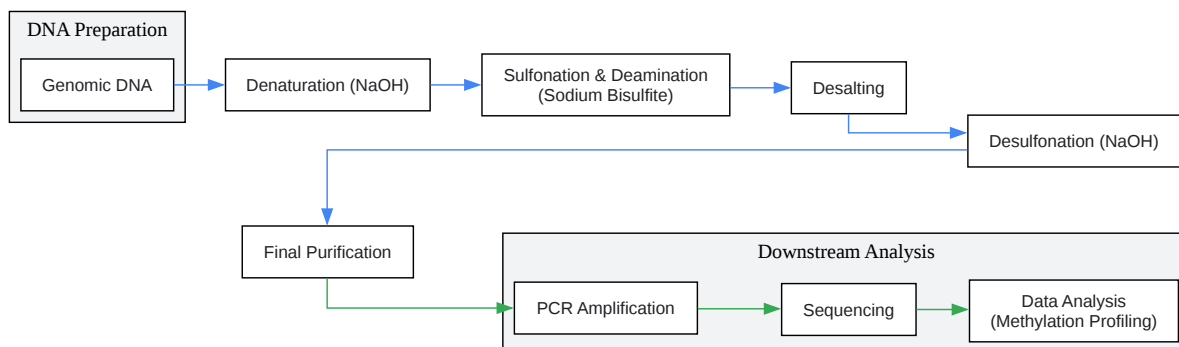 DNA Preparation
Genomic DNA
Denaturation (NaOH)
Sulfonation & Deamination
(Sodium Bisulfite)
Desalting
Desulfonation (NaOH)
Final Purification
Downstream Analysis
PCR Amplification
Sequencing
Data Analysis
(Methylation Profiling)